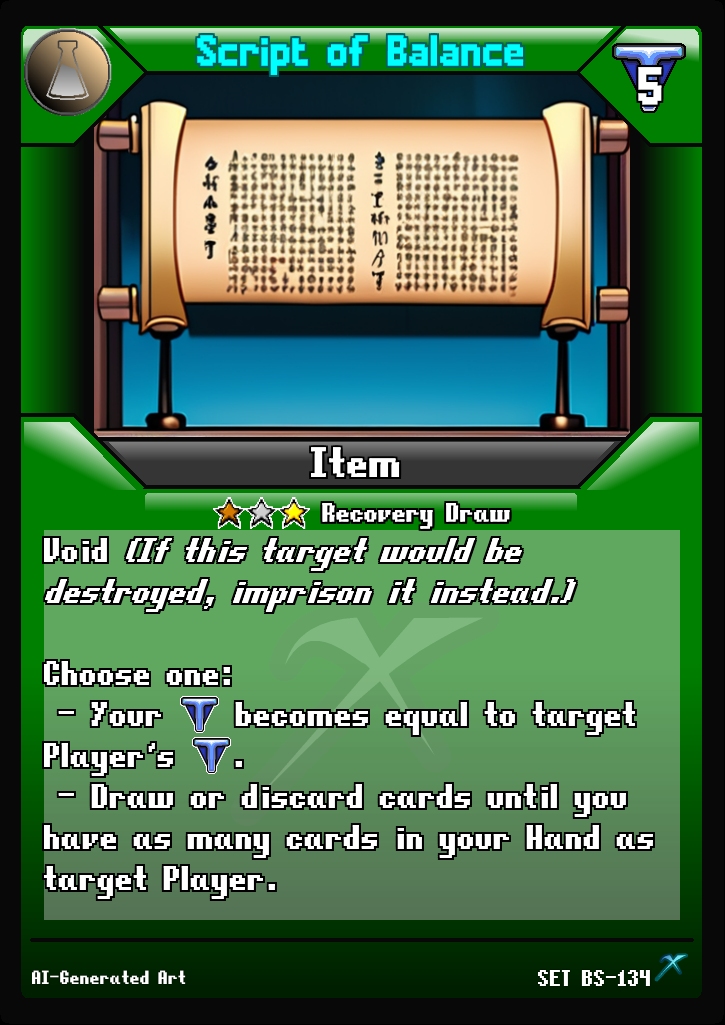 Script of Balance
5
Item
Recovery Draw
Void (If this target would be
destroyed, imprison it instead.)
Choose one:
- Your becomes equal to target
Player's .
- Draw or discard cards until you
have as many cards in your Hand as
target Player.
AI-Generated Art
SET BS-134